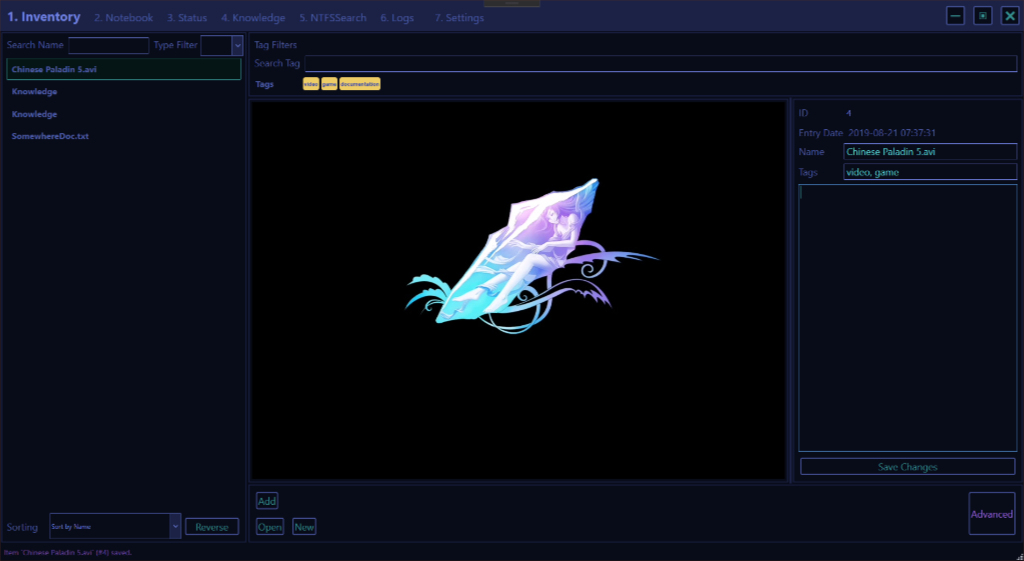 1. Inventory 2. Notebook 3. Status 4. Knowledge 5. NTFSSearch 6. Logs 7. Settings
Search Name Type Filter
Chinese Paladin 5.avi
Knowledge
Knowledge
SomewhereDoc.txt
Sorting Sort by Name Reverse
Tag Filters
Search Tag
Tags video game documentation
ID 4
Entry Date 2019-08-21 07:37:31
Name Chinese Paladin 5.avi
Tags video, game
Save Changes
Add
Open New
Advanced
Item 'Chinese Paladin 5.avi' (#4) saved.